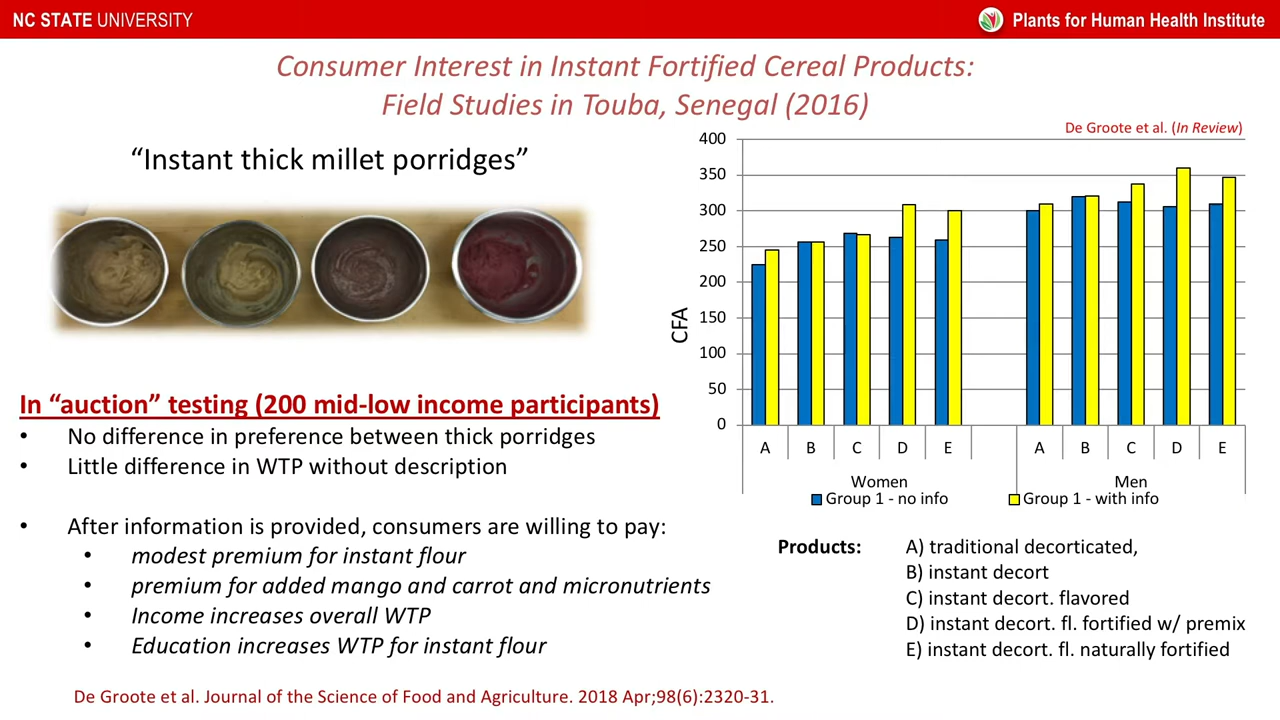 NC STATE UNIVERSITY
Plants for Human Health Institute
Consumer Interest in Instant Fortified Cereal Products:
Field Studies in Touba, Senegal (2016)
“Instant thick millet porridges”
In “auction” testing (200 mid-low income participants)
• No difference in preference between thick porridges
• Little difference in WTP without description
• After information is provided, consumers are willing to pay:
• modest premium for instant flour
• premium for added mango and carrot and micronutrients
• Income increases overall WTP
• Education increases WTP for instant flour
De Groote et al. (In Review)
CFA
400
350
300
250
200
150
100
50
0
A B C D E A B C D E
Women Men
Group 1 - no info Group 1 - with info
Products: A) traditional decorticated,
B) instant decort
C) instant decort. flavored
D) instant decort. fl. fortified w/ premix
E) instant decort. fl. naturally fortified
De Groote et al. Journal of the Science of Food and Agriculture. 2018 Apr;98(6):2320-31.